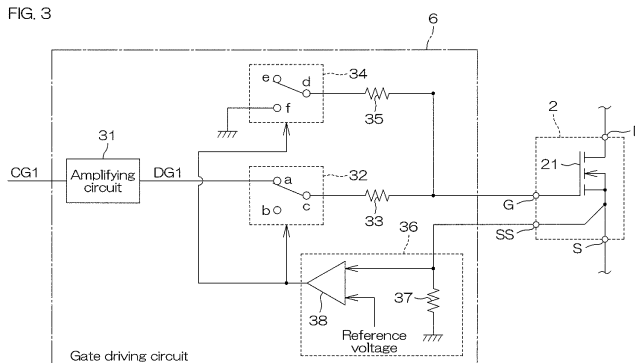 FIG. 3
6
e
d
34
f
35
2
D
31
21
CG1
Amplifying
circuit
DG1
a
32
c
b
33
G
SS
36
S
38
37
Reference
voltage
Gate driving circuit